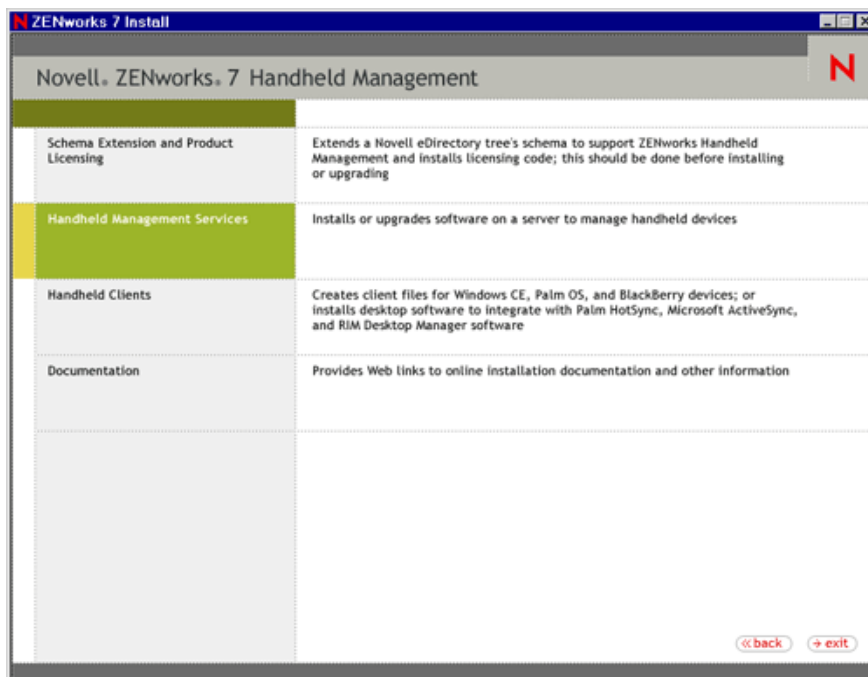 N ZENworks 7 Install
Novell. ZENworks. 7 Handheld Management
N
Schema Extension and Product
Licensing
Extends a Novell eDirectory tree's schema to support ZENworks Handheld
Management and installs licensing code; this should be done before installing
or upgrading
Handheld Management Services
Installs or upgrades software on a server to manage handheld devices
Handheld Clients
Creates client files for Windows CE, Palm OS, and BlackBerry devices; or
installs desktop software to integrate with Palm HotSync, Microsoft ActiveSync,
and RIM Desktop Manager software
Documentation
Provides Web links to online installation documentation and other information
«back
→ exit